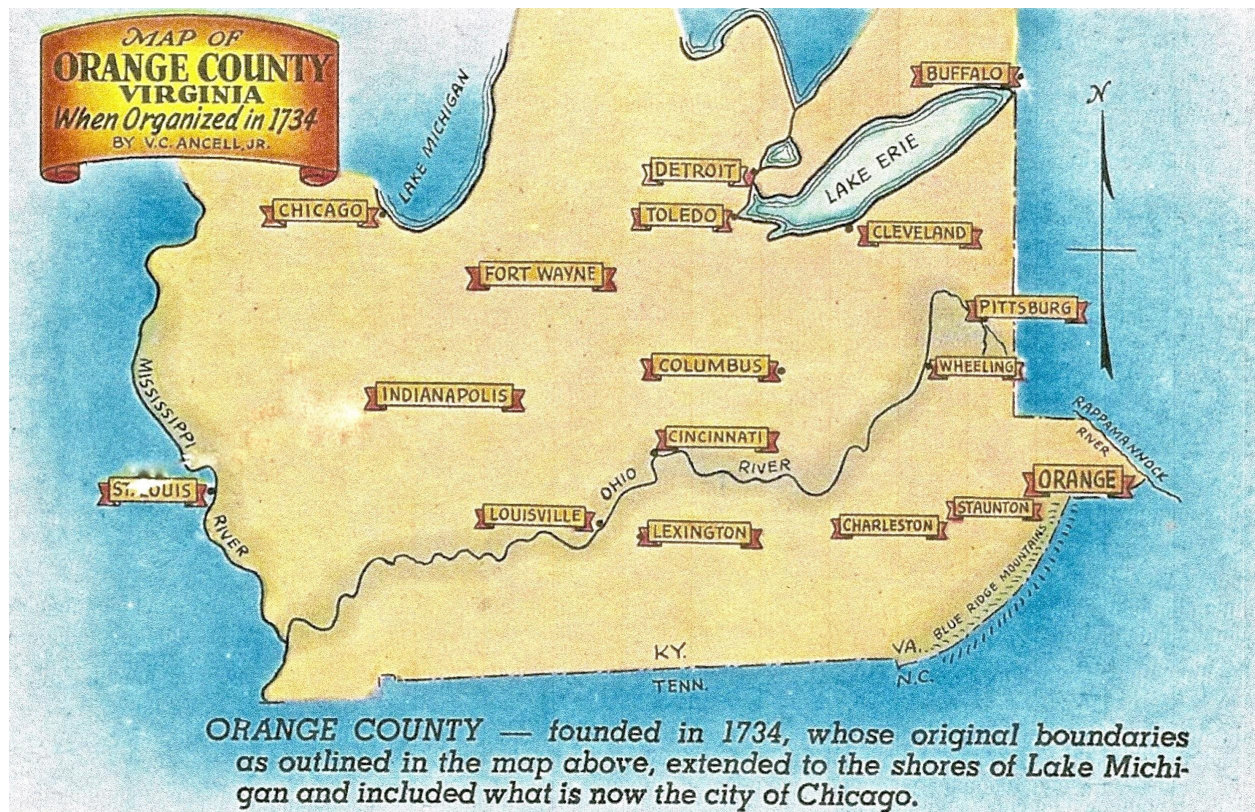 MAP OF
ORANGE COUNTY
VIRGINIA
When Organized in 1734
BY V.C. ANCELL, JR.
LAKE MICHIGAN
BUFFALO
N
LAKE ERIE
DETROIT
CHICAGO
TOLEDO
CLEVELAND
FORT WAYNE
PITTSBURG
MISSISSIPPI
RIVER
COLUMBUS
WHEELING
INDIANAPOLIS
RAPPAMANNOCK
RIVER
CINCINNATI
OHIO
RIVER
ORANGE
ST. LOUIS
LOUISVILLE
LEXINGTON
CHARLESTON
STAUNTON
BLUE RIDGE MOUNTAINS
KY.
VA.
TENN.
N.C.
ORANGE COUNTY — founded in 1734, whose original boundaries
as outlined in the map above, extended to the shores of Lake Michi-
gan and included what is now the city of Chicago.